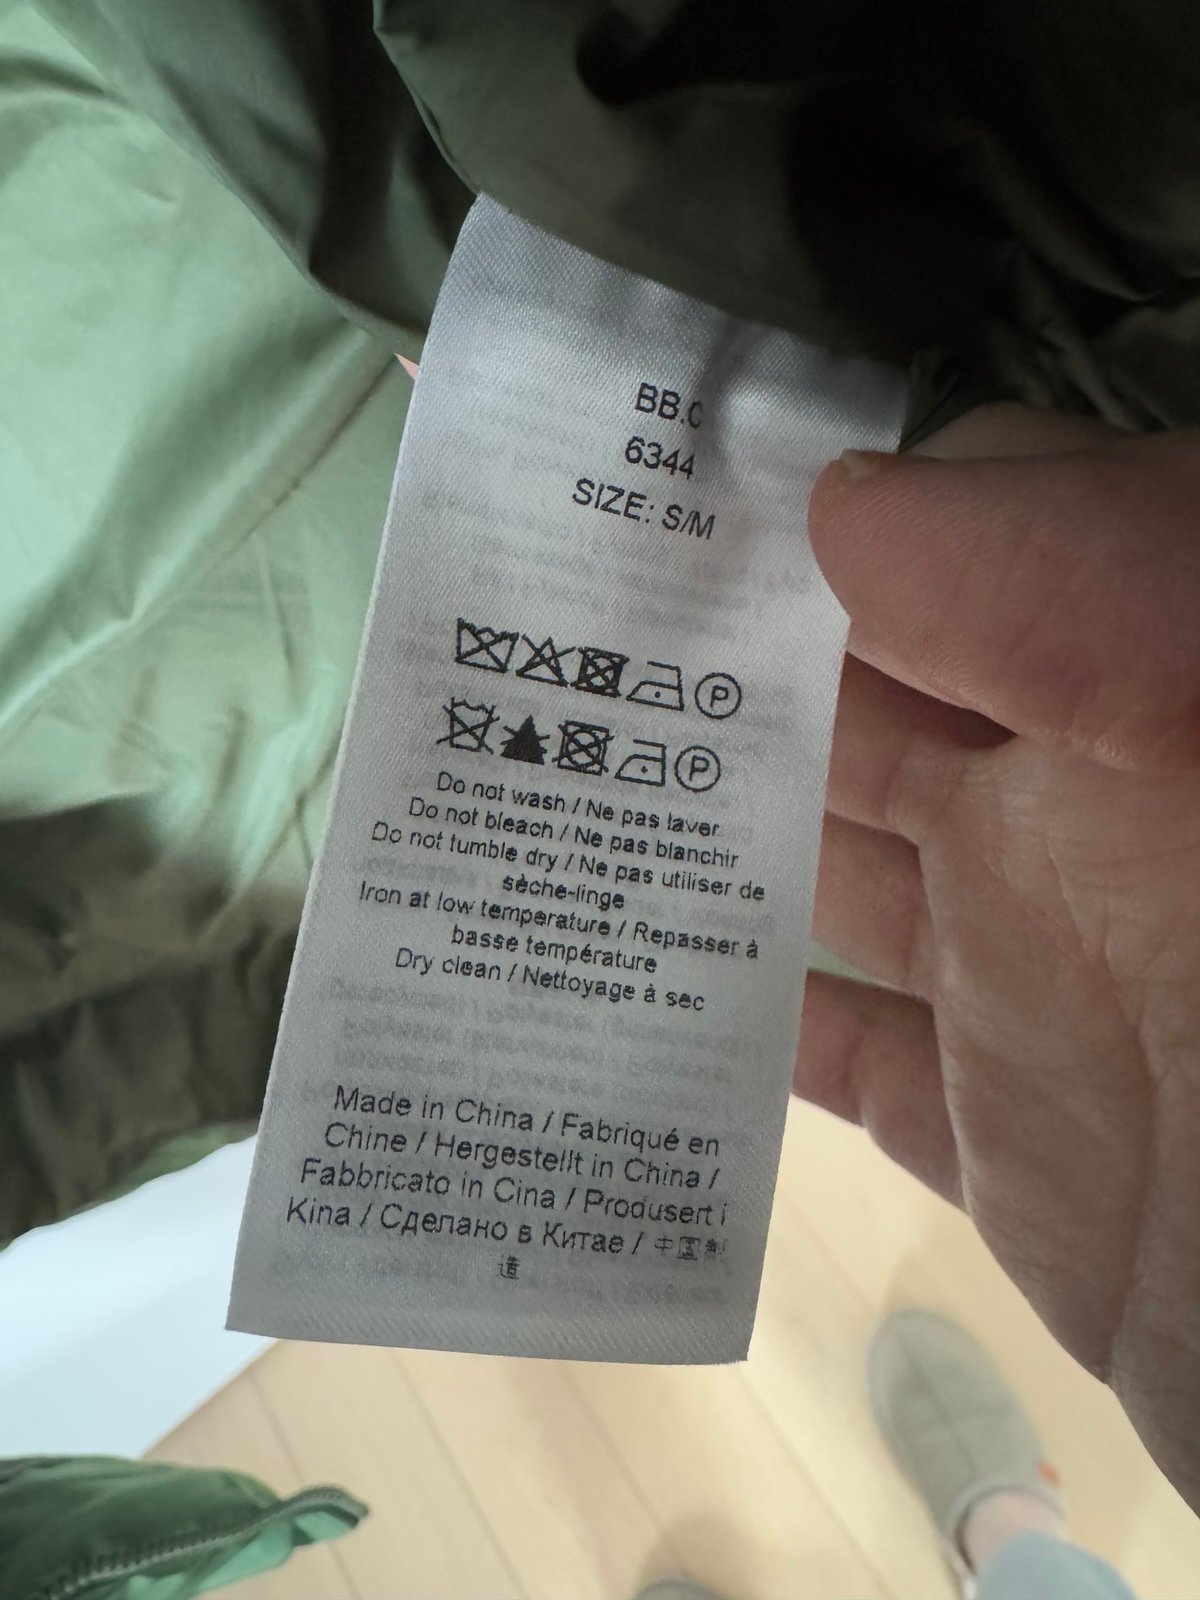 BB.C
6344
SIZE: S/M
P
P
Do not wash / Ne pas laver
Do not bleach / Ne pas blanchir
Do not tumble dry / Ne pas utiliser de
sèche-linge
Iron at low temperature / Repasser à
basse température
Dry clean / Nettoyage à sec
Made in China / Fabriqué en
Chine / Hergestellt in China /
Fabbricato in Cina / Produsert i
Kina / Сделано в Китае / 中国制
造